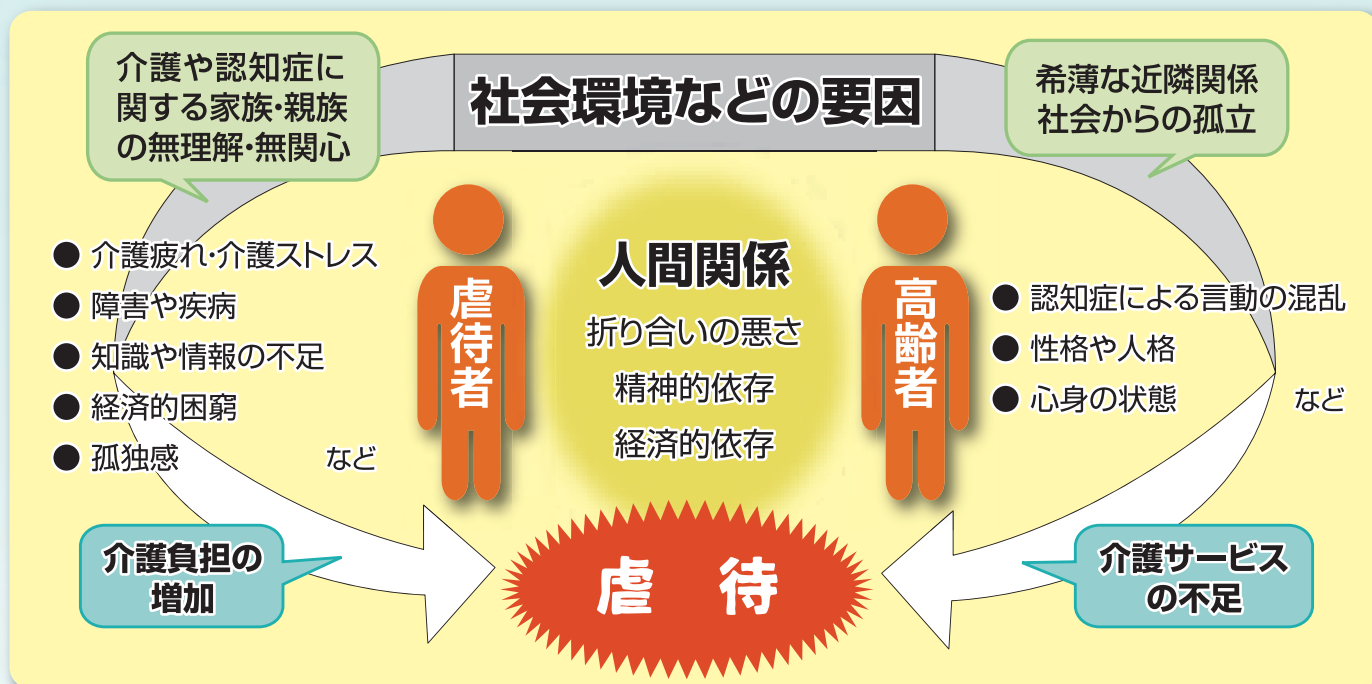 社会環境などの要因
介護や認知症に
関する家族・親族
の無理解・無関心
希薄な近隣関係
社会からの孤立
● 介護疲れ・介護ストレス
● 障害や疾病
● 知識や情報の不足
● 経済的困窮
● 孤独感 など
虐待者
人間関係
折り合いの悪さ
精神的依存
経済的依存
高齢者
● 認知症による言動の混乱
● 性格や人格
● 心身の状態 など
介護負担の
増加
虐 待
介護サービス
の不足